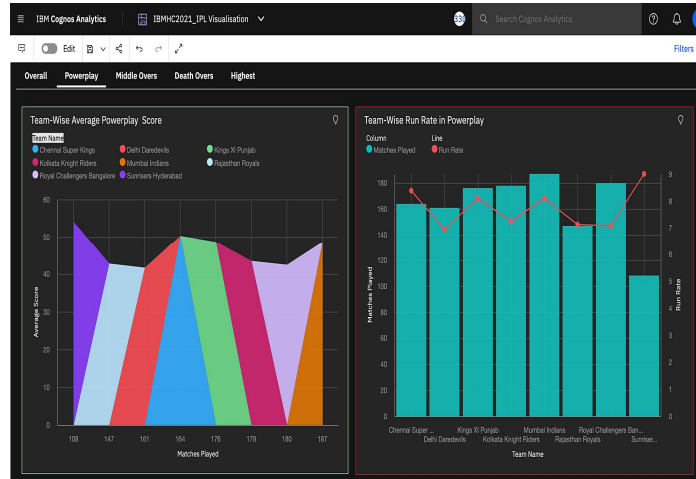 IBM Cognos Analytics
IBMHC2021_IPL Visualisation
Search Cognos Analytics
Edit
Filters
Overall
Powerplay
Middle Overs
Death Overs
Highest
Team-Wise Average Powerplay Score
Team Name
Chennai Super Kings
Delhi Daredevils
Kings XI Punjab
Kolkata Knight Riders
Mumbai Indians
Rajasthan Royals
Royal Challengers Bangalore
Sunrisers Hyderabad
60
50
40
30
20
10
0
Average Score
108
147
161
164
176
178
180
187
Matches Played
Team-Wise Run Rate in Powerplay
Column
Line
Matches Played
Run Rate
180
160
140
120
100
80
60
40
20
0
Matches Played
9
8
7
6
5
4
3
2
1
0
Run Rate
Chennai Super ...
Delhi Daredevils
Kings XI Punjab
Kolkata Knight Riders
Mumbai Indians
Rajasthan Royals
Royal Challengers Ban...
Sunriser...
Team Name